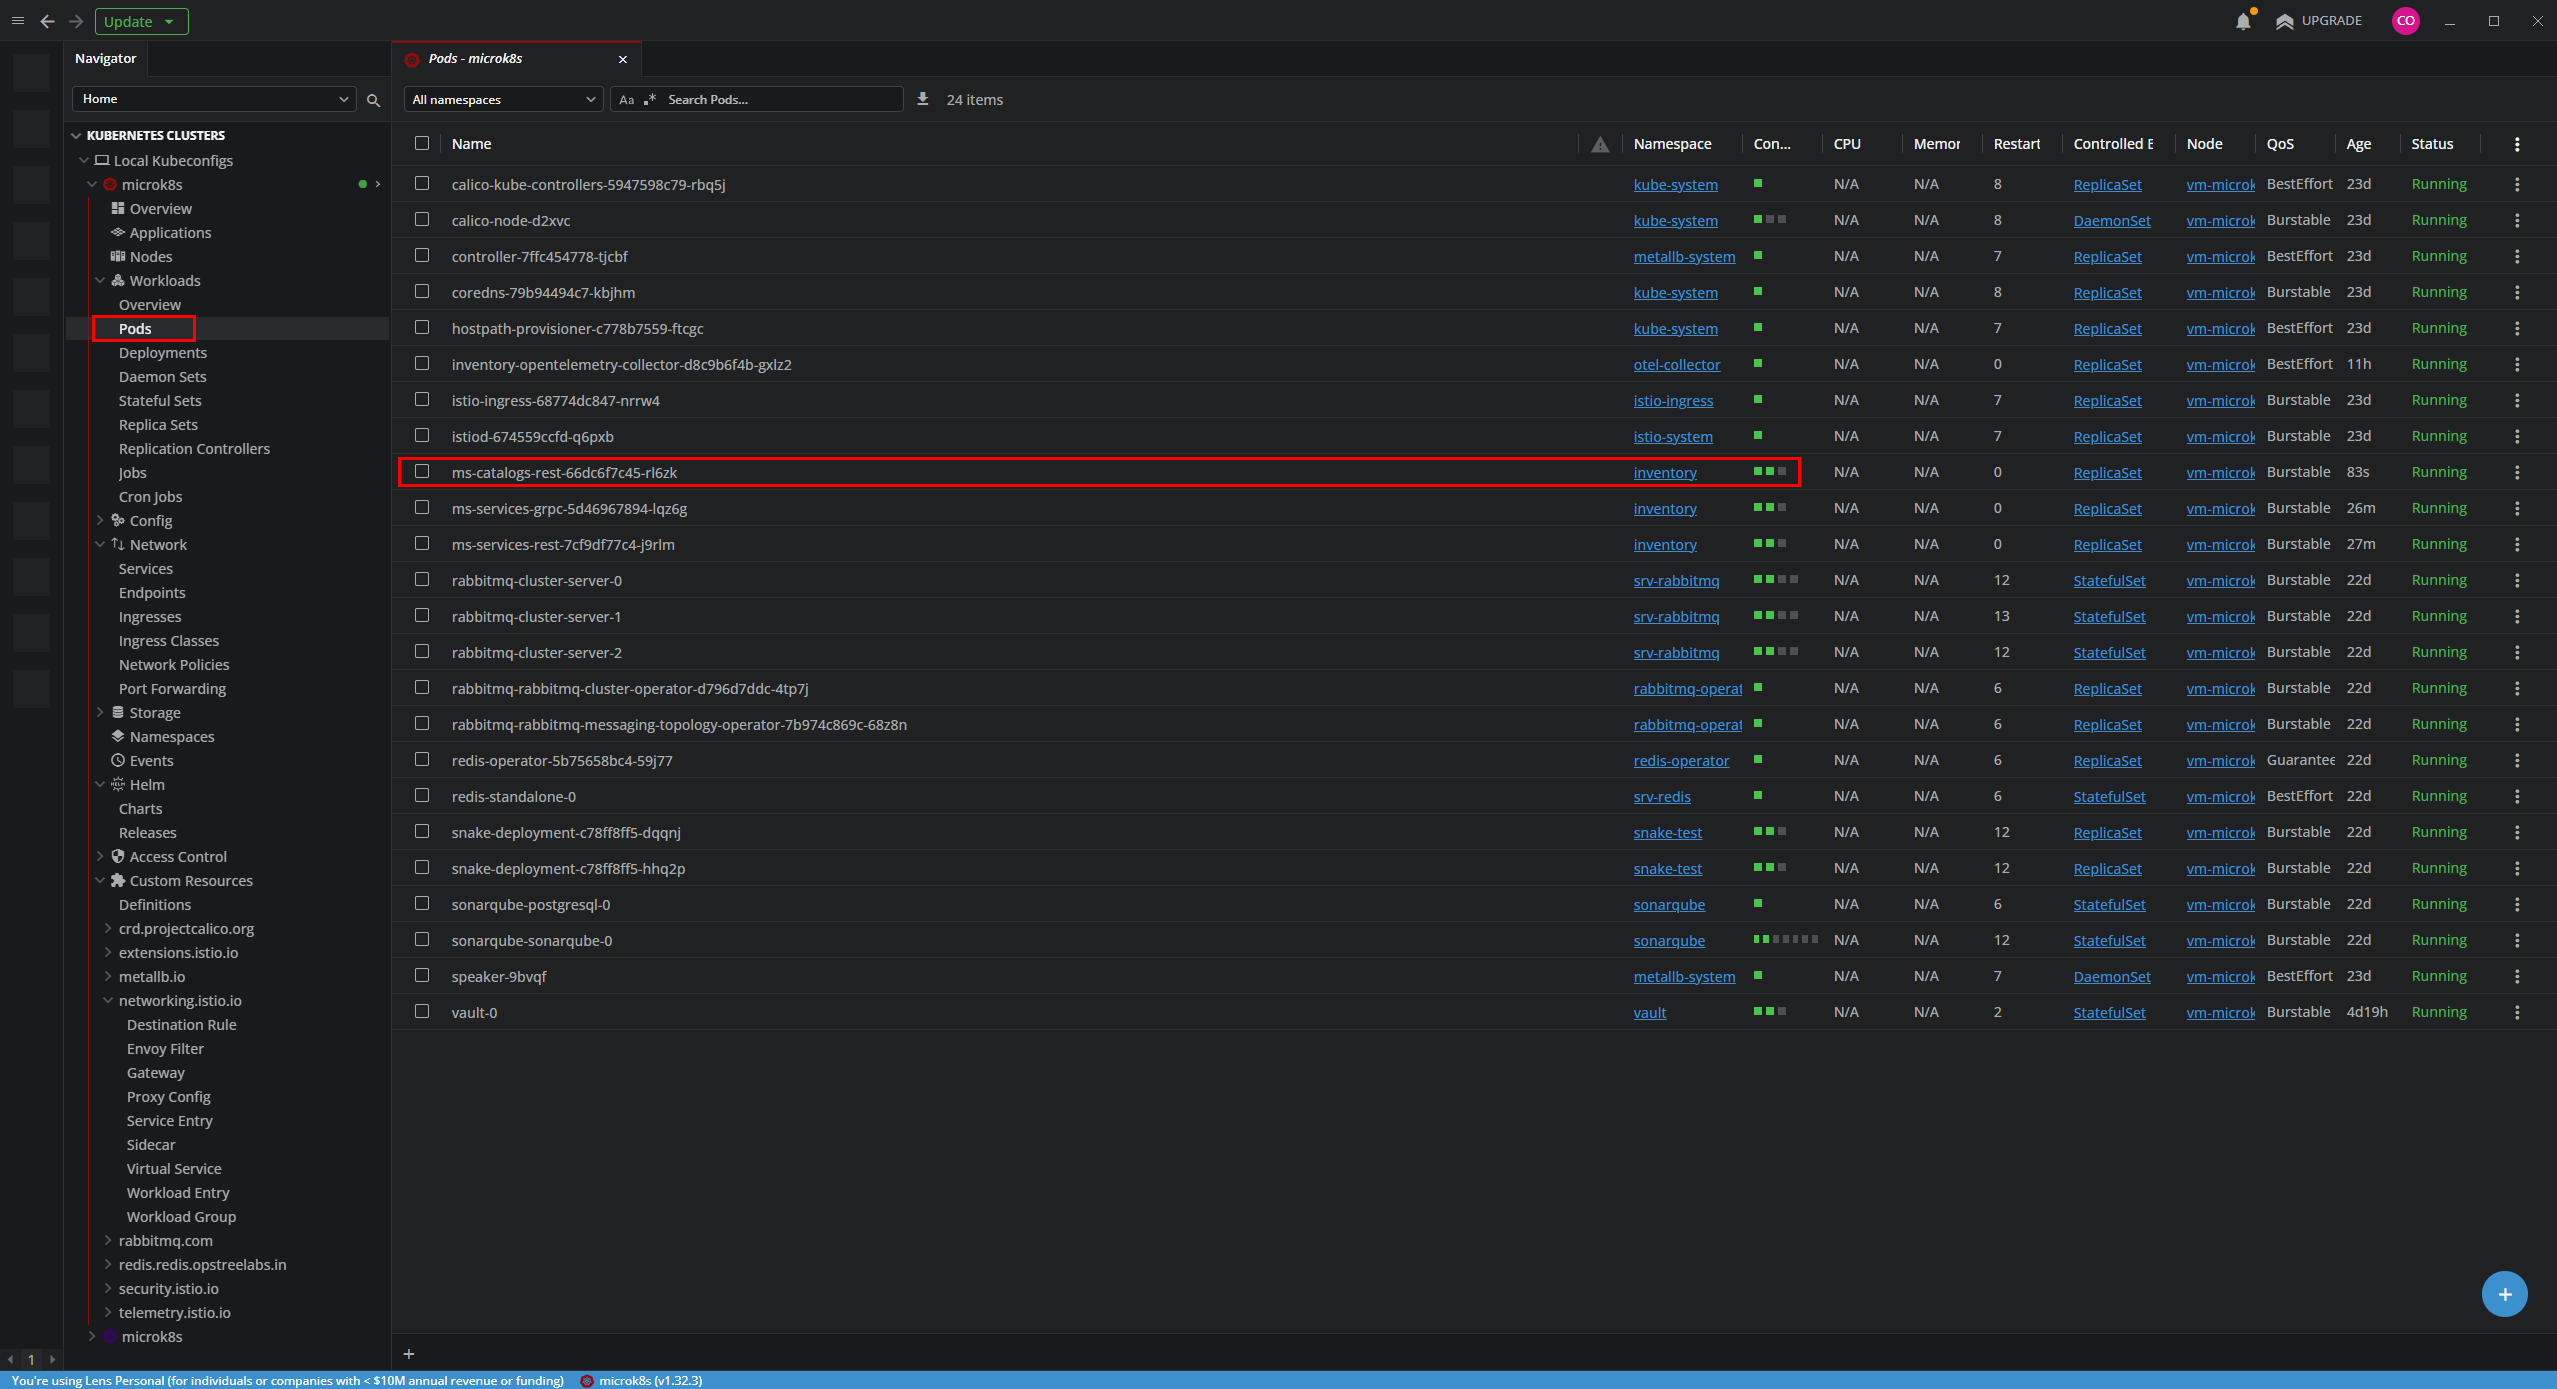 Update
UPGRADE
CO
Navigator
Pods - microk8s
Home
All namespaces
Aa .* Search Pods...
24 items
KUBERNETES CLUSTERS
Local Kubeconfigs
microk8s
Overview
Applications
Nodes
Workloads
Overview
Pods
Deployments
Daemon Sets
Stateful Sets
Replica Sets
Replication Controllers
Jobs
Cron Jobs
Config
Network
Services
Endpoints
Ingresses
Ingress Classes
Network Policies
Port Forwarding
Storage
Namespaces
Events
Helm
Charts
Releases
Access Control
Custom Resources
Definitions
crd.projectcalico.org
extensions.istio.io
metallb.io
networking.istio.io
Destination Rule
Envoy Filter
Gateway
Proxy Config
Service Entry
Sidecar
Virtual Service
Workload Entry
Workload Group
rabbitmq.com
redis.redis.opstreelabs.in
security.istio.io
telemetry.istio.io
microk8s
1
Name Namespace Con... CPU Memor Restart Controlled B Node QoS Age Status
calico-kube-controllers-5947598c79-rbq5j kube-system N/A N/A 8 ReplicaSet vm-microk BestEffort 23d Running
calico-node-d2xvc kube-system N/A N/A 8 DaemonSet vm-microk Burstable 23d Running
controller-7ffc454778-tjcbf metallb-system N/A N/A 7 ReplicaSet vm-microk BestEffort 23d Running
coredns-79b94494c7-kbjhm kube-system N/A N/A 8 ReplicaSet vm-microk Burstable 23d Running
hostpath-provisioner-c778b7559-ftcgc kube-system N/A N/A 7 ReplicaSet vm-microk BestEffort 23d Running
inventory-opentelemetry-collector-d8c9b6f4b-gxlz2 otel-collector N/A N/A 0 ReplicaSet vm-microk BestEffort 11h Running
istio-ingress-68774dc847-nrrw4 istio-ingress N/A N/A 7 ReplicaSet vm-microk Burstable 23d Running
istiod-674559ccfd-q6pxb istio-system N/A N/A 7 ReplicaSet vm-microk Burstable 23d Running
ms-catalogs-rest-66dc6f7c45-rl6zk inventory N/A N/A 0 ReplicaSet vm-microk Burstable 83s Running
ms-services-grpc-5d46967894-lqz6g inventory N/A N/A 0 ReplicaSet vm-microk Burstable 26m Running
ms-services-rest-7cf9df77c4-j9rlm inventory N/A N/A 0 ReplicaSet vm-microk Burstable 27m Running
rabbitmq-cluster-server-0 srv-rabbitmq N/A N/A 12 StatefulSet vm-microk Burstable 22d Running
rabbitmq-cluster-server-1 srv-rabbitmq N/A N/A 13 StatefulSet vm-microk Burstable 22d Running
rabbitmq-cluster-server-2 srv-rabbitmq N/A N/A 12 StatefulSet vm-microk Burstable 22d Running
rabbitmq-rabbitmq-cluster-operator-d796d7ddc-4tp7j rabbitmq-operat N/A N/A 6 ReplicaSet vm-microk Burstable 22d Running
rabbitmq-rabbitmq-messaging-topology-operator-7b974c869c-68z8n rabbitmq-operat N/A N/A 6 ReplicaSet vm-microk Burstable 22d Running
redis-operator-5b75658bc4-59j77 redis-operator N/A N/A 6 ReplicaSet vm-microk Guarantee 22d Running
redis-standalone-0 srv-redis N/A N/A 6 StatefulSet vm-microk BestEffort 22d Running
snake-deployment-c78ff8ff5-dqqnj snake-test N/A N/A 12 ReplicaSet vm-microk Burstable 22d Running
snake-deployment-c78ff8ff5-hhq2p snake-test N/A N/A 12 ReplicaSet vm-microk Burstable 22d Running
sonarqube-postgresql-0 sonarqube N/A N/A 6 StatefulSet vm-microk Burstable 22d Running
sonarqube-sonarqube-0 sonarqube N/A N/A 12 StatefulSet vm-microk Burstable 22d Running
speaker-9bvqf metallb-system N/A N/A 7 DaemonSet vm-microk BestEffort 23d Running
vault-0 vault N/A N/A 2 StatefulSet vm-microk Burstable 4d19h Running
You're using Lens Personal (for individuals or companies with < $10M annual revenue or funding) microk8s (v1.32.3)